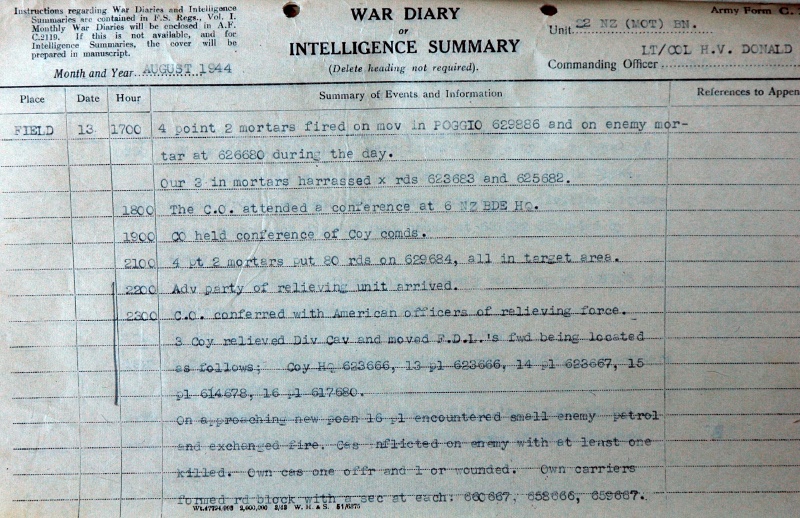 Instructions regarding War Diaries and Intelligence
Summaries are contained in F.S. Regs., Vol. I.
Monthly War Diaries will be enclosed in A.F.
C.2119. If this is not available, and for
Intelligence Summaries, the cover will be
prepared in manuscript.
Month and Year AUGUST 1944
WAR DIARY
or
INTELLIGENCE SUMMARY
(Delete heading not required).
Army Form C.
Unit 22 NZ (MOT) BN.
LT/COL H.V. DONALD
Commanding Officer
Place Date Hour Summary of Events and Information References to Appen
FIELD 13 1700 4 point 2 mortars fired on mov in POGGIO 629886 and on enemy mor-
tar at 626680 during the day.
Our 3 in mortars harrassed x rds 623683 and 625682.
1800 The C.O. attended a conference at 6 NZ BDE HQ.
1900 CO held conference of Coy comds.
2100 4 pt 2 mortars put 80 rds on 629684, all in target area.
2200 Adv party of relieving unit arrived.
2300 C.O. conferred with American officers of relieving force.
3 Coy relieved Div Cav and moved F.D.L.'s fwd being located
as follows; Coy HQ 623666, 13 pl 623666, 14 pl 623667, 15
pl 614678, 16 pl 617680.
On approaching new posn 16 pl encountered small enemy patrol
and exchanged fire. Cas nflicted on enemy with at least one
killed. Own cas one offr and 1 or wounded. Own carriers
formed rd block with a sec at each: 660667, 658666, 659667.
2,000,000 W. H. & S. 51/6375